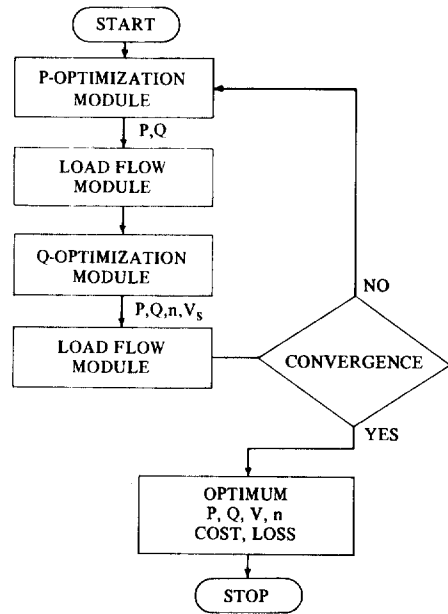 START
P-OPTIMIZATION
MODULE
P,Q
LOAD FLOW
MODULE
Q-OPTIMIZATION
MODULE
P,Q,n,Vs
LOAD FLOW
MODULE
NO
CONVERGENCE
YES
OPTIMUM
P, Q, V, n
COST, LOSS
STOP